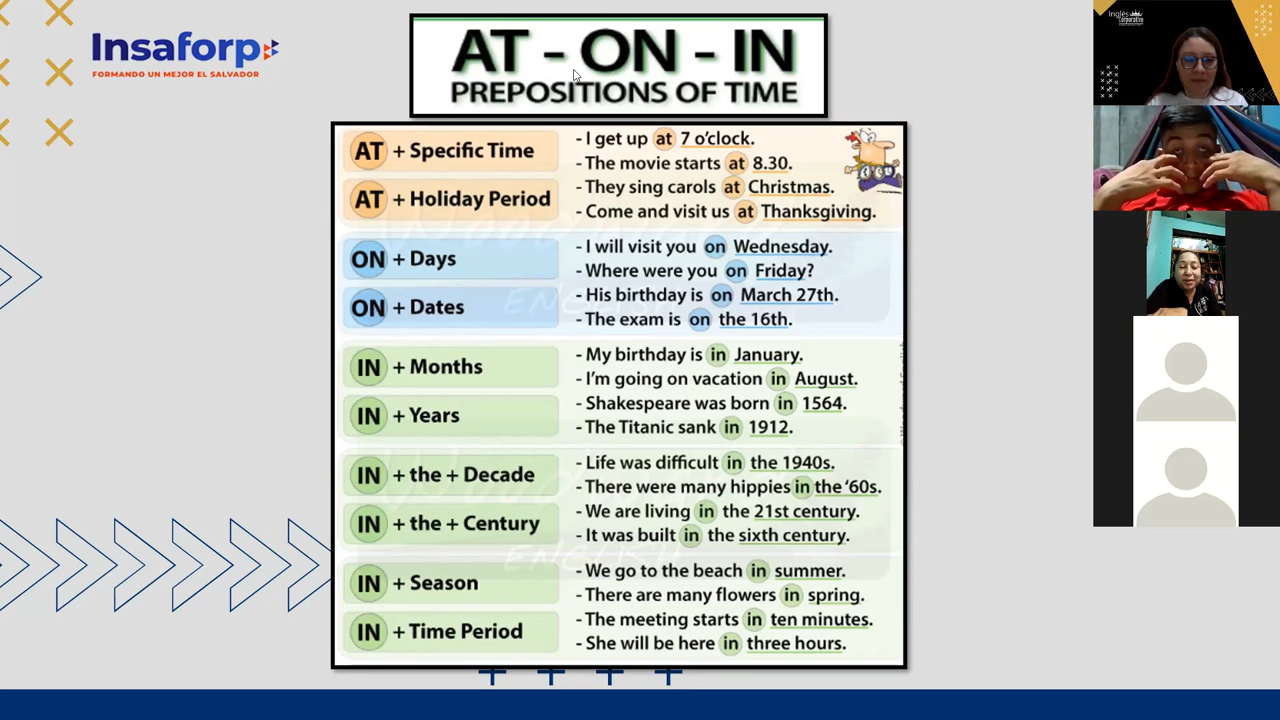 Insaforp
FORMANDO UN MEJOR EL SALVADOR
AT - ON - IN
PREPOSITIONS OF TIME
AT + Specific Time
- I get up at 7 o'clock.
- The movie starts at 8.30.
AT + Holiday Period
- They sing carols at Christmas.
- Come and visit us at Thanksgiving.
ON + Days
- I will visit you on Wednesday.
- Where were you on Friday?
ON + Dates
- His birthday is on March 27th.
- The exam is on the 16th.
IN + Months
- My birthday is in January.
- I'm going on vacation in August.
IN + Years
- Shakespeare was born in 1564.
- The Titanic sank in 1912.
IN + the + Decade
- Life was difficult in the 1940s.
- There were many hippies in the '60s.
IN + the + Century
- We are living in the 21st century.
- It was built in the sixth century.
IN + Season
- We go to the beach in summer.
- There are many flowers in spring.
IN + Time Period
- The meeting starts in ten minutes.
- She will be here in three hours.
ENGLISH
ENGLISH
Inglés
Corporativo